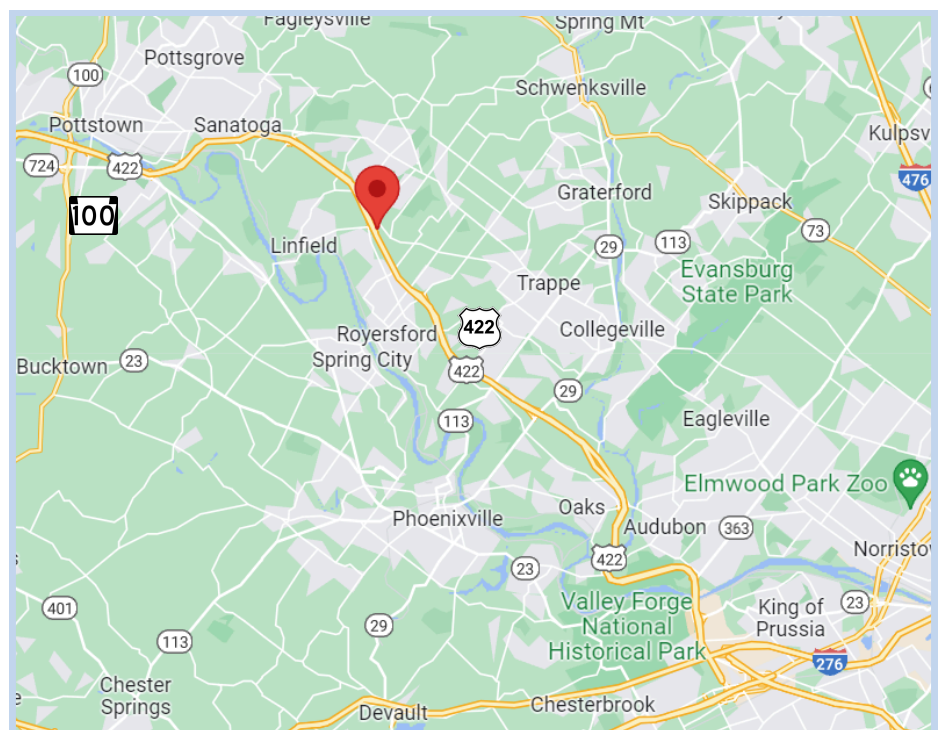 Fagleysville
Spring Mt
Pottsgrove
100
Schwenksville
Pottstown
Sanatoga
Kulpsv
724
422
476
Graterford
Skippack
100
73
Linfield
29
113
Evansburg
State Park
Trappe
422
Royersford
Collegeville
Spring City
Bucktown
23
422
29
113
Eagleville
Elmwood Park Zoo
Oaks
Phoenixville
Audubon
363
Norristo
422
23
401
Valley Forge
National
Historical Park
King of
Prussia
23
29
113
276
Chester
Springs
Devault
Chesterbrook